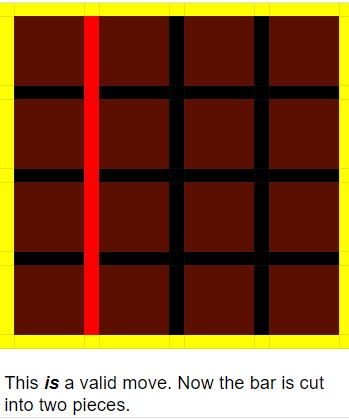 This is a valid move. Now the bar is cut
into two pieces.